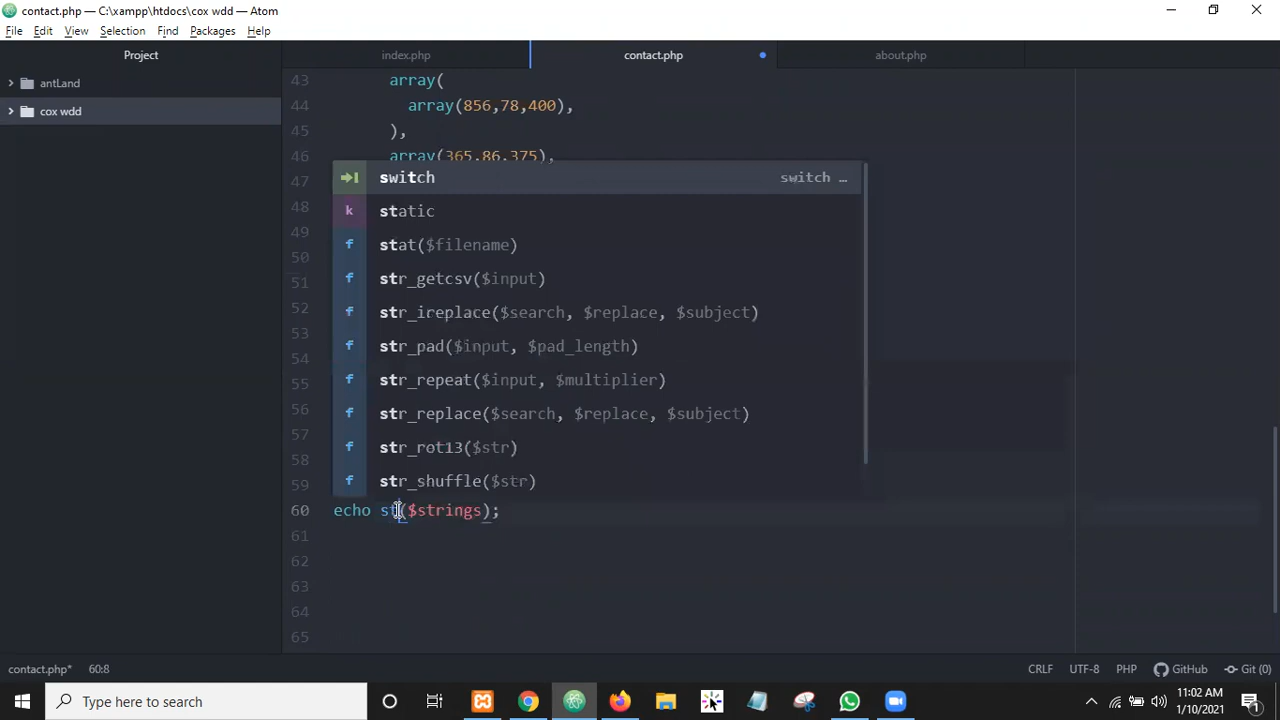 contact.php — C:\xampp\htdocs\cox wdd — Atom
File Edit View Selection Find Packages Help
Project
index.php
contact.php
about.php
antLand
cox wdd
43 array(
44 array(856,78,400),
45 ),
46 array(365,86,375),
47
48
49
50
51
52
53
54
55
56
57
58
59
switch switch …
k static
f stat($filename)
f str_getcsv($input)
f str_ireplace($search, $replace, $subject)
f str_pad($input, $pad_length)
f str_repeat($input, $multiplier)
f str_replace($search, $replace, $subject)
f str_rot13($str)
f str_shuffle($str)
60 echo st($strings);
61
62
63
64
65
contact.php* 60:8 CRLF UTF-8 PHP GitHub Git (0)
Type here to search
11:02 AM
1/10/2021
1